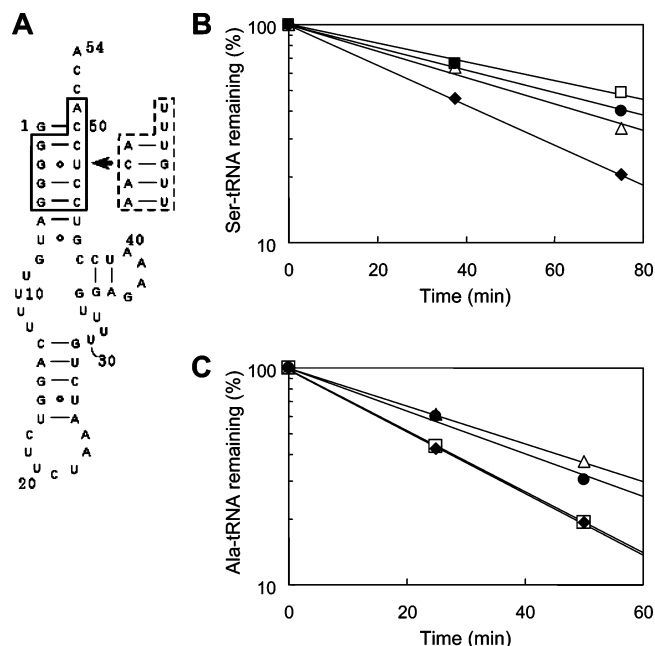 A
54
A
C
C
A U
1 G C 50 U
G C A U
G U C G
G C A U
G C A U
A U
U G 40
G C C U A
U A
U 10 G G A G
U U U
U U 30
C G
A U
G C
G U
U A
C A
U A
U C U
20
B
Ser-tRNA remaining (%)
100
10
0 20 40 60 80
Time (min)
C
Ala-tRNA remaining (%)
100
10
0 20 40 60
Time (min)